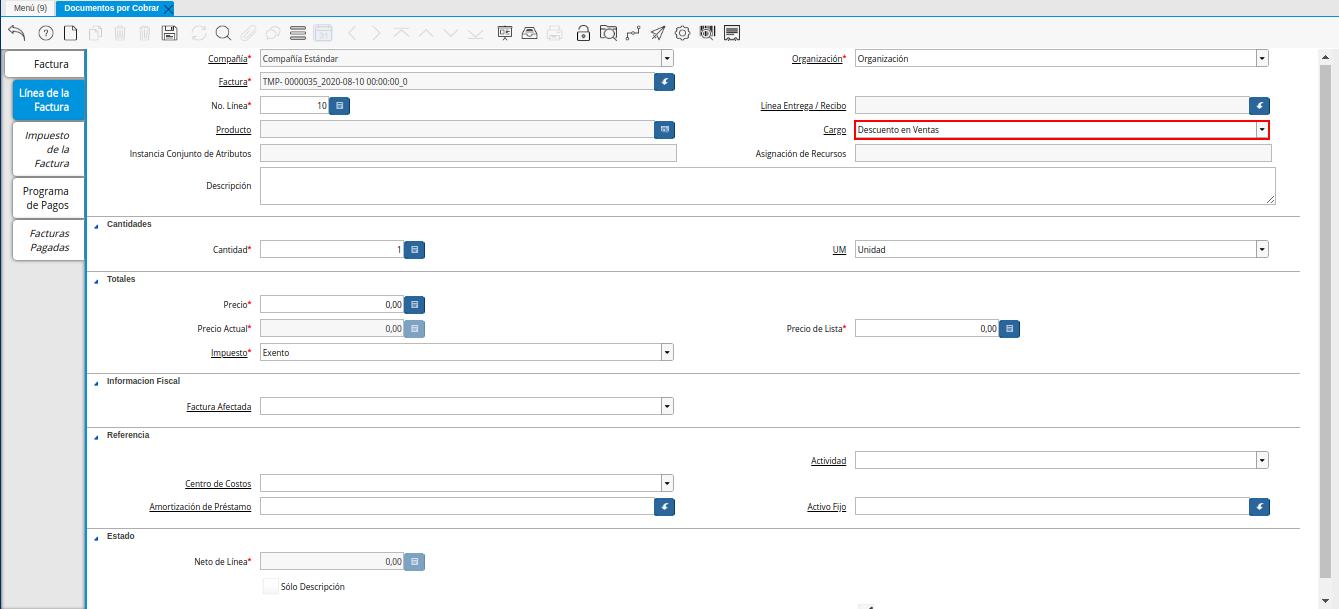 Menú (9) Documentos por Cobrar
Factura
Línea de la
Factura
Impuesto
de la
Factura
Programa
de Pagos
Facturas
Pagadas
Compañía* Compañía Estándar Organización* Organización
Factura* TMP- 0000035_2020-08-10 00:00:00_0
No. Línea* 10 Línea Entrega / Recibo
Producto Cargo Descuento en Ventas
Instancia Conjunto de Atributos Asignación de Recursos
Descripción
Cantidades
Cantidad* 1 UM Unidad
Totales
Precio* 0,00
Precio Actual* 0,00 Precio de Lista* 0,00
Impuesto* Exento
Informacion Fiscal
Factura Afectada
Referencia
Actividad
Centro de Costos
Amortización de Préstamo Activo Fijo
Estado
Neto de Línea* 0,00
Sólo Descripción